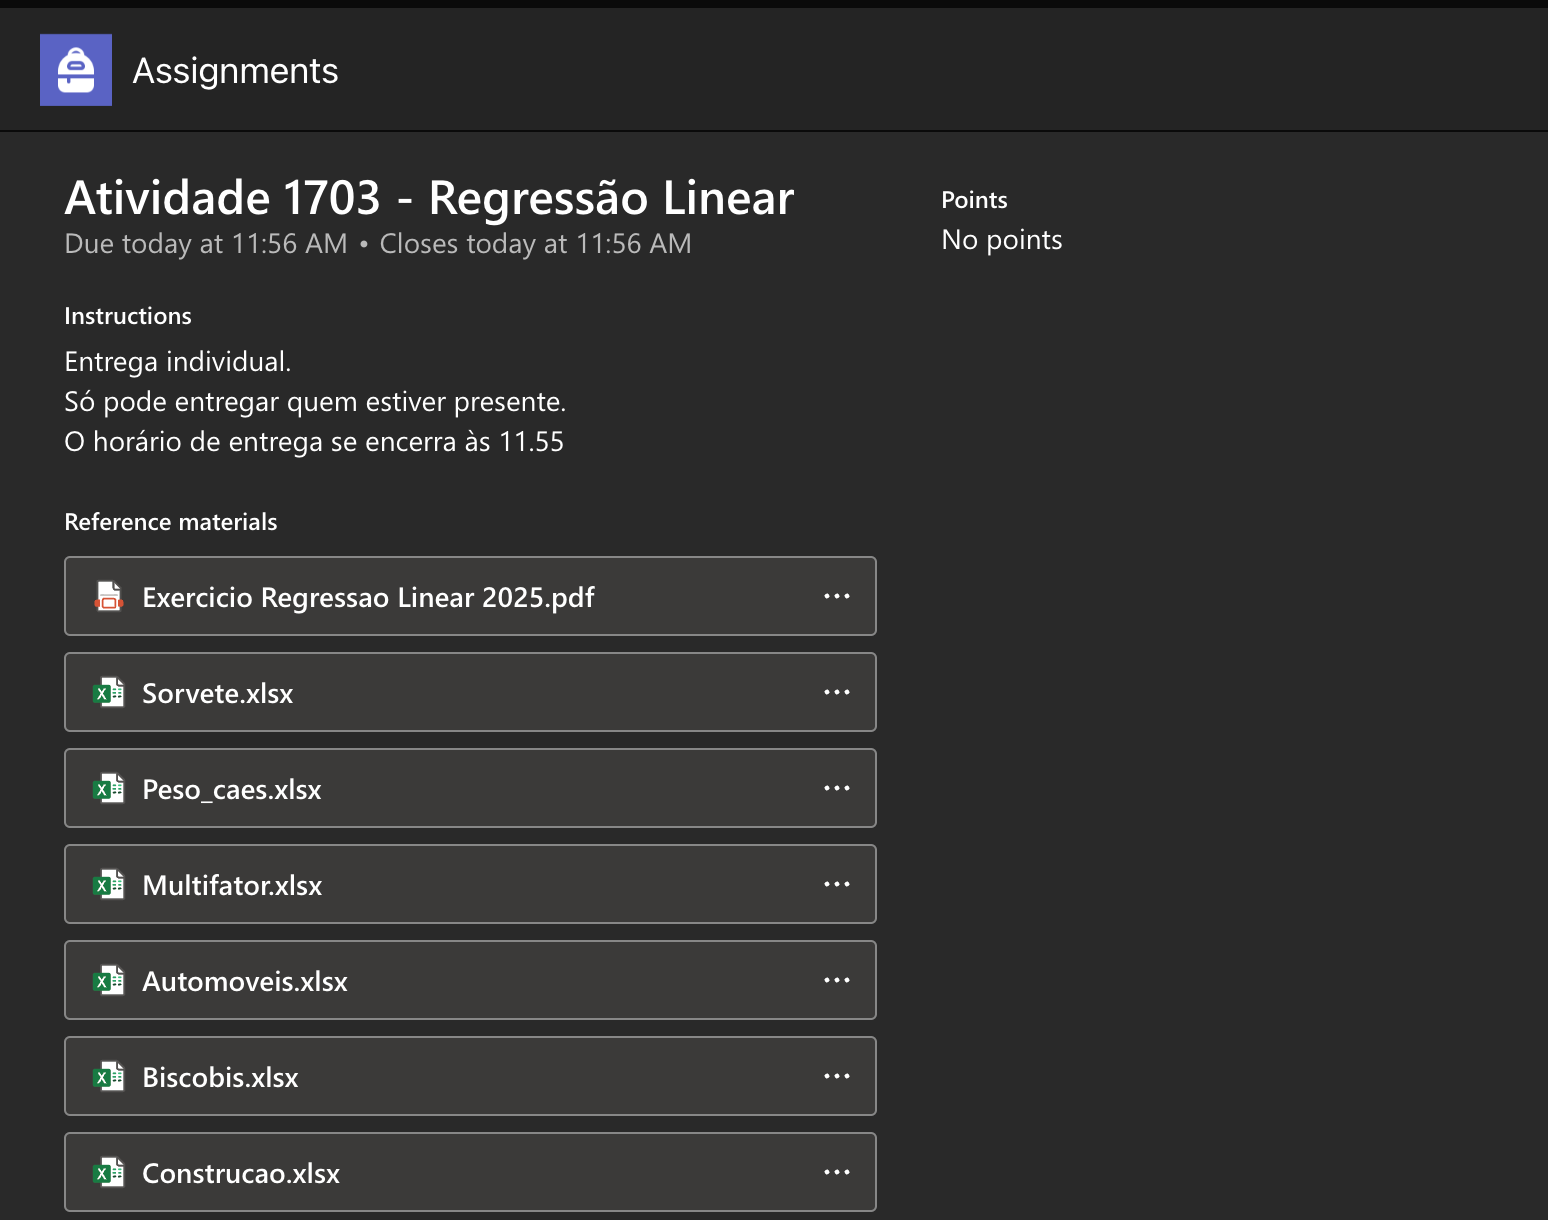 Assignments
Atividade 1703 - Regressão Linear
Due today at 11:56 AM • Closes today at 11:56 AM
Points
No points
Instructions
Entrega individual.
Só pode entregar quem estiver presente.
O horário de entrega se encerra às 11.55
Reference materials
Exercicio Regressao Linear 2025.pdf
Sorvete.xlsx
Peso_caes.xlsx
Multifator.xlsx
Automoveis.xlsx
Biscobis.xlsx
Construcao.xlsx